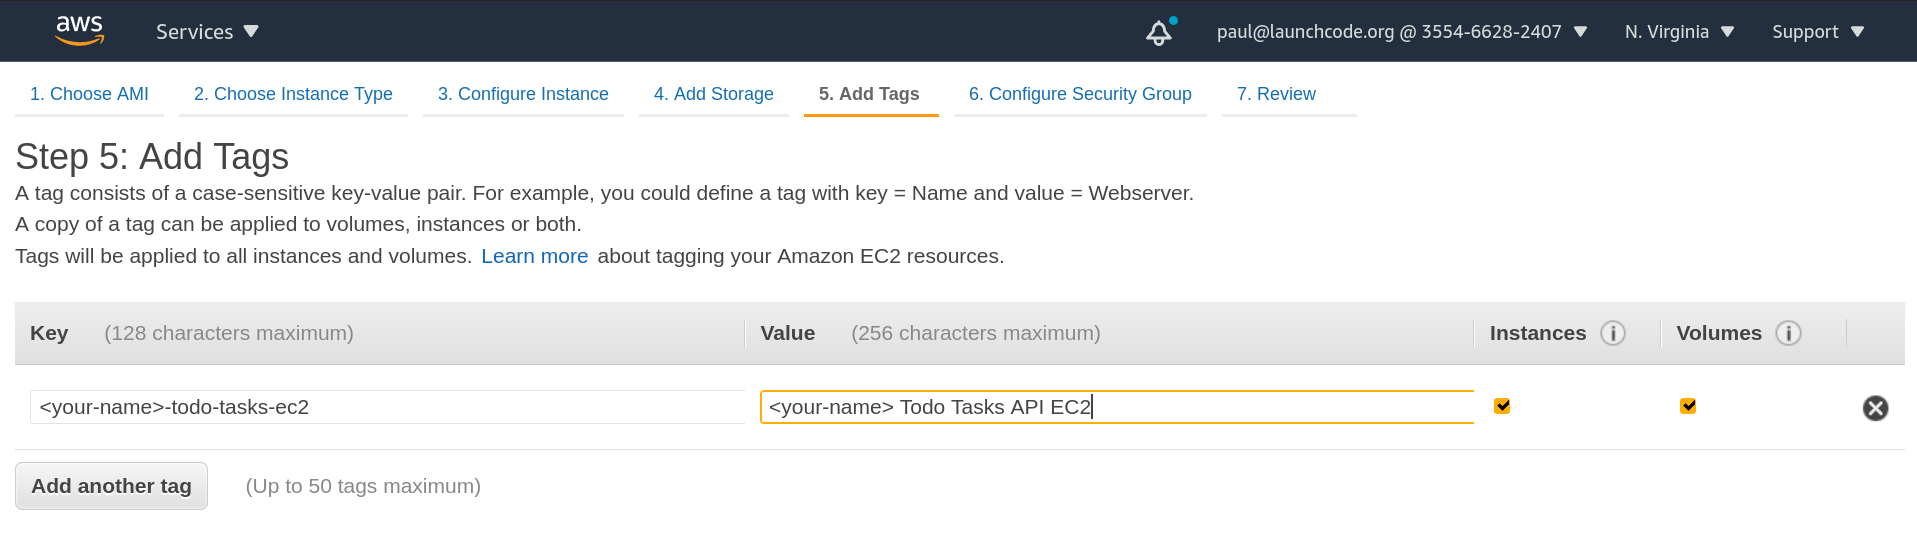 aws Services paul@launchcode.org @ 3554-6628-2407 N. Virginia Support
1. Choose AMI 2. Choose Instance Type 3. Configure Instance 4. Add Storage 5. Add Tags 6. Configure Security Group 7. Review
Step 5: Add Tags
A tag consists of a case-sensitive key-value pair. For example, you could define a tag with key = Name and value = Webserver.
A copy of a tag can be applied to volumes, instances or both.
Tags will be applied to all instances and volumes. Learn more about tagging your Amazon EC2 resources.
Key (128 characters maximum) Value (256 characters maximum) Instances i Volumes i
<your-name>-todo-tasks-ec2 <your-name> Todo Tasks API EC2
Add another tag (Up to 50 tags maximum)